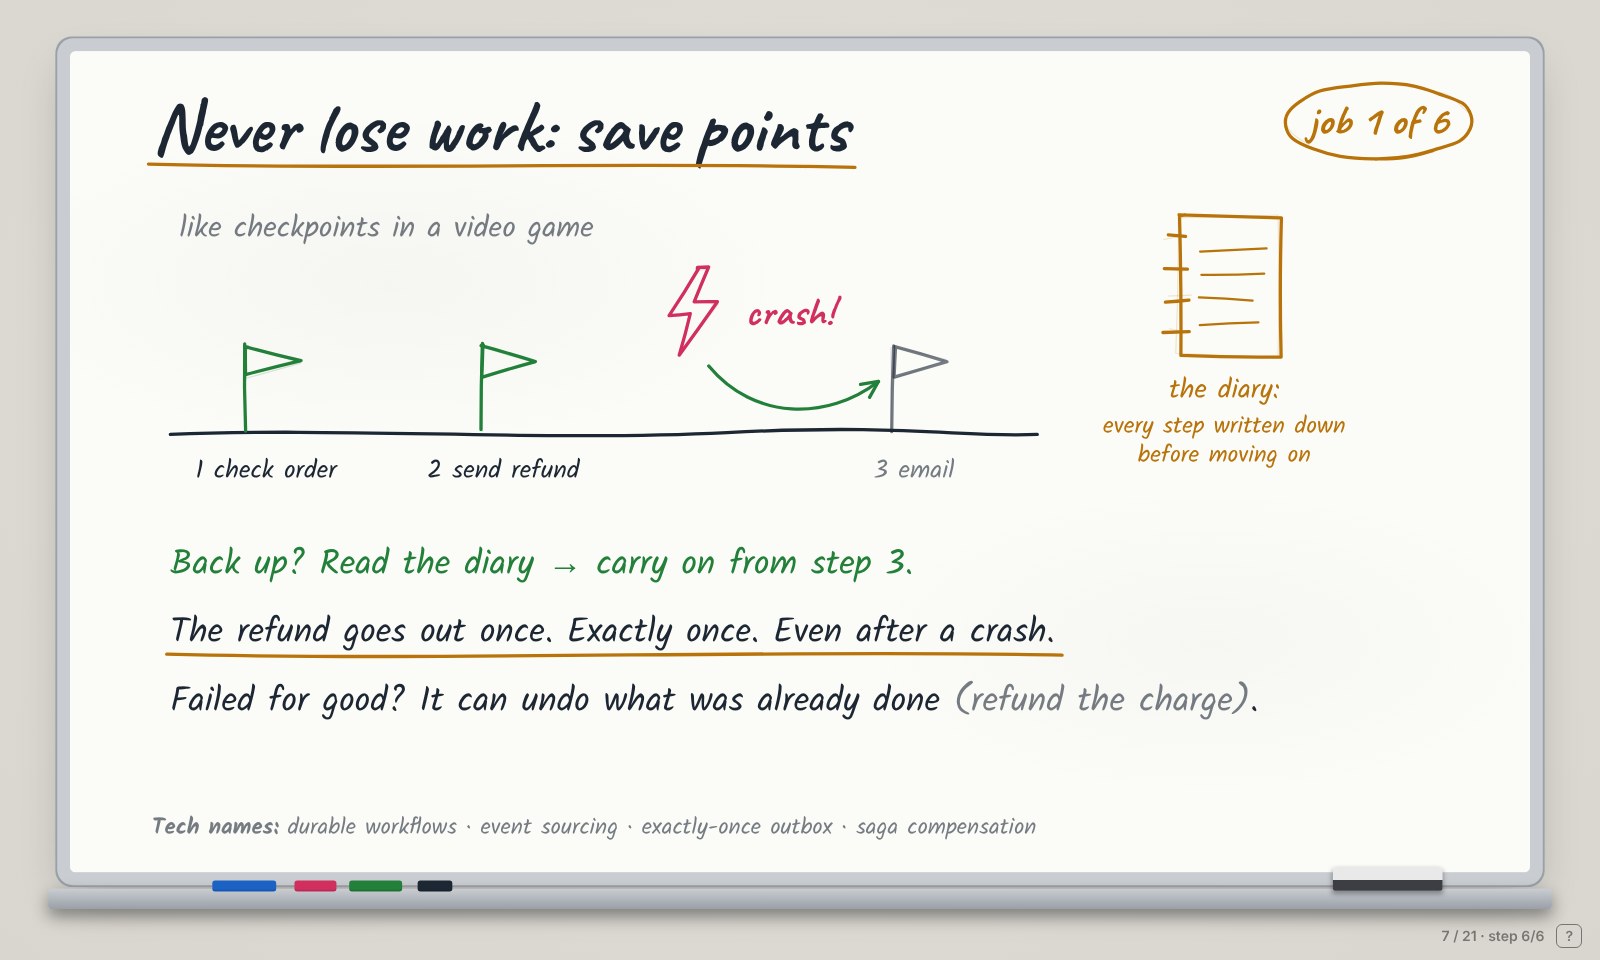 Never lose work: save points
job 1 of 6
like checkpoints in a video game
crash!
1 check order
2 send refund
3 email
the diary:
every step written down
before moving on
Back up? Read the diary → carry on from step 3.
The refund goes out once. Exactly once. Even after a crash.
Failed for good? It can undo what was already done (refund the charge).
Tech names: durable workflows · event sourcing · exactly-once outbox · saga compensation
7 / 21 · step 6/6
?